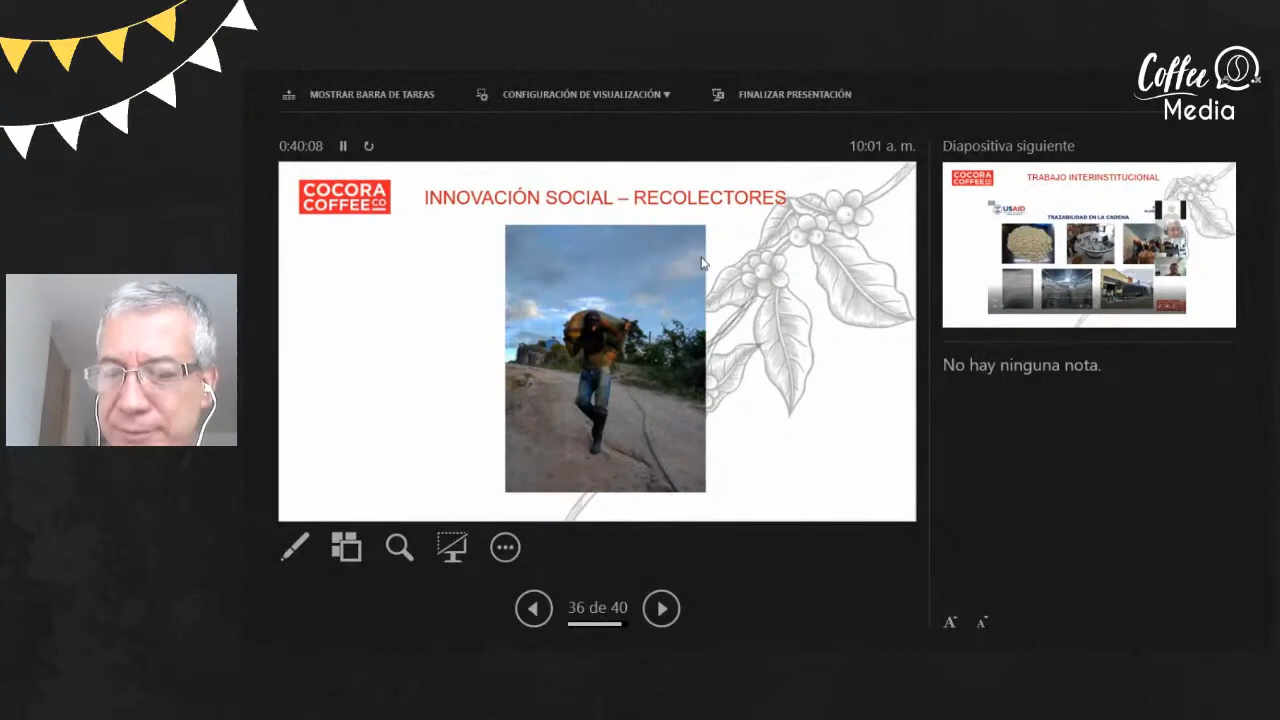 Coffee
Media
MOSTRAR BARRA DE TAREAS
CONFIGURACIÓN DE VISUALIZACIÓN ▼
FINALIZAR PRESENTACIÓN
0:40:08
10:01 a. m.
COCORA
COFFEE CO
INNOVACIÓN SOCIAL – RECOLECTORES
Diapositiva siguiente
COCORA
COFFEE CO
TRABAJO INTERINSTITUCIONAL
USAID
TRAZABILIDAD EN LA CADENA
No hay ninguna nota.
36 de 40
A
A